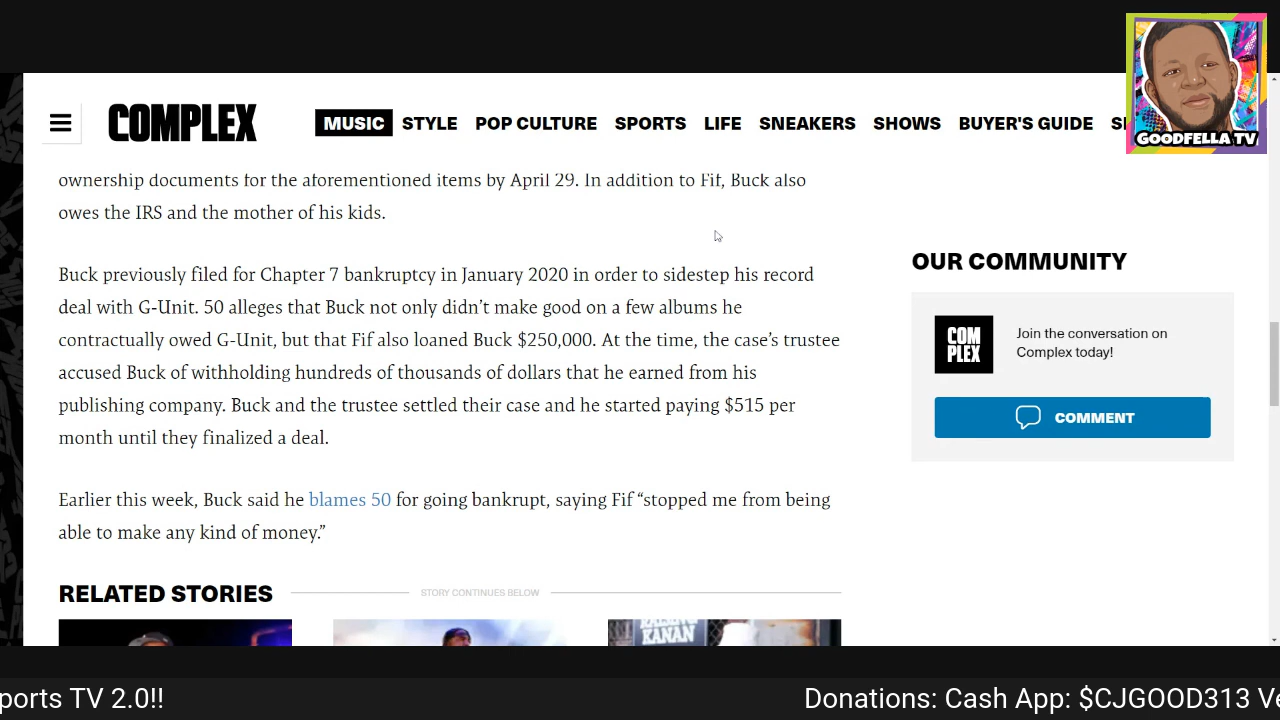 GOODFELLA TV
COMPLEX
MUSIC STYLE POP CULTURE SPORTS LIFE SNEAKERS SHOWS BUYER'S GUIDE
ownership documents for the aforementioned items by April 29. In addition to Fif, Buck also
owes the IRS and the mother of his kids.
Buck previously filed for Chapter 7 bankruptcy in January 2020 in order to sidestep his record
deal with G-Unit. 50 alleges that Buck not only didn’t make good on a few albums he
contractually owed G-Unit, but that Fif also loaned Buck $250,000. At the time, the case’s trustee
accused Buck of withholding hundreds of thousands of dollars that he earned from his
publishing company. Buck and the trustee settled their case and he started paying $515 per
month until they finalized a deal.
Earlier this week, Buck said he blames 50 for going bankrupt, saying Fif “stopped me from being
able to make any kind of money.”
OUR COMMUNITY
COM
PLEX
Join the conversation on
Complex today!
COMMENT
RELATED STORIES
STORY CONTINUES BELOW
KANAN
ports TV 2.0!!
Donations: Cash App: $CJGOOD313 Ve